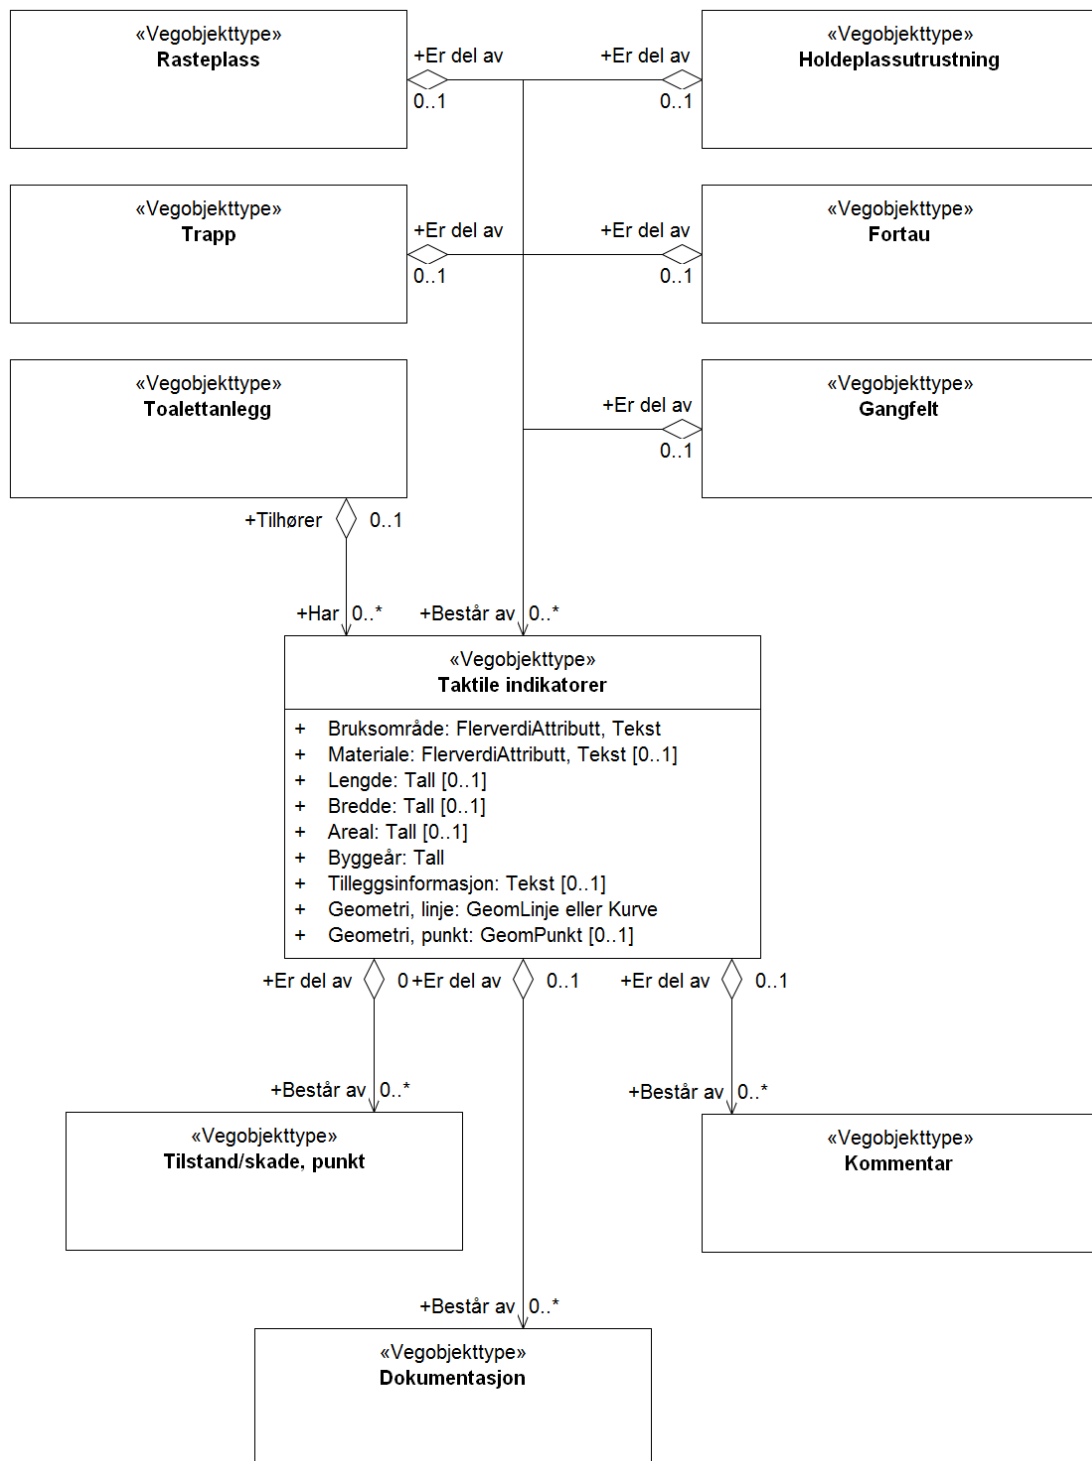 «Vegobjekttype»
Rasteplass
+Er del av
0..1
+Er del av
0..1
«Vegobjekttype»
Holdeplassutrustning
«Vegobjekttype»
Trapp
+Er del av
0..1
+Er del av
0..1
«Vegobjekttype»
Fortau
«Vegobjekttype»
Toalettanlegg
+Er del av
0..1
«Vegobjekttype»
Gangfelt
+Tilhører 0..1
+Har 0..*
+Består av 0..*
«Vegobjekttype»
Taktile indikatorer
+ Bruksområde: FlerverdiAttributt, Tekst
+ Materiale: FlerverdiAttributt, Tekst [0..1]
+ Lengde: Tall [0..1]
+ Bredde: Tall [0..1]
+ Areal: Tall [0..1]
+ Byggeår: Tall
+ Tilleggsinformasjon: Tekst [0..1]
+ Geometri, linje: GeomLinje eller Kurve
+ Geometri, punkt: GeomPunkt [0..1]
+Er del av 0
+Er del av 0..1
+Er del av 0..1
+Består av 0..*
+Består av 0..*
«Vegobjekttype»
Tilstand/skade, punkt
«Vegobjekttype»
Kommentar
+Består av 0..*
«Vegobjekttype»
Dokumentasjon